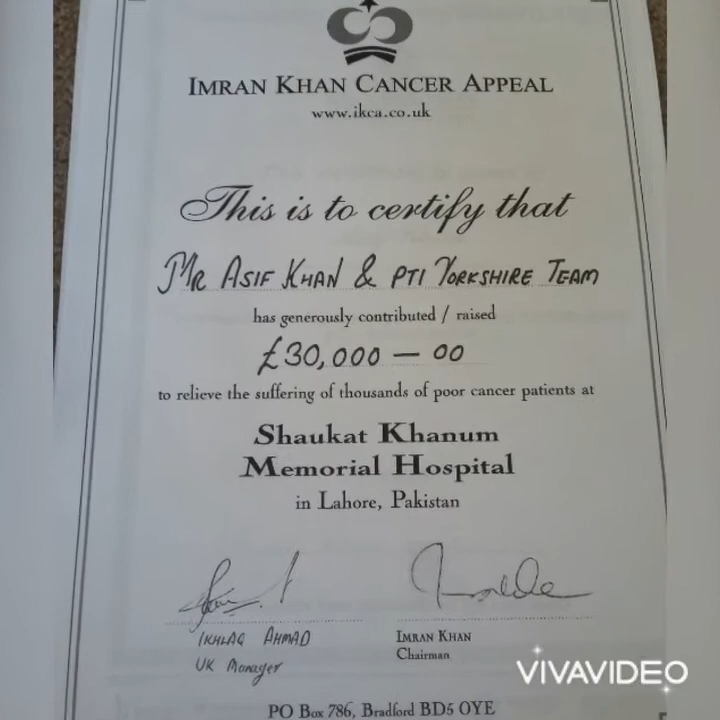 IMRAN KHAN CANCER APPEAL
www.ikca.co.uk
This is to certify that
MR ASIF KHAN & PTI YORKSHIRE TEAM
has generously contributed / raised
£30,000 — 00
to relieve the suffering of thousands of poor cancer patients at
Shaukat Khanum
Memorial Hospital
in Lahore, Pakistan
IKHLAQ AHMAD
UK Manager
IMRAN KHAN
Chairman
VIVAVIDEO
PO Box 786, Bradford BD5 OYE